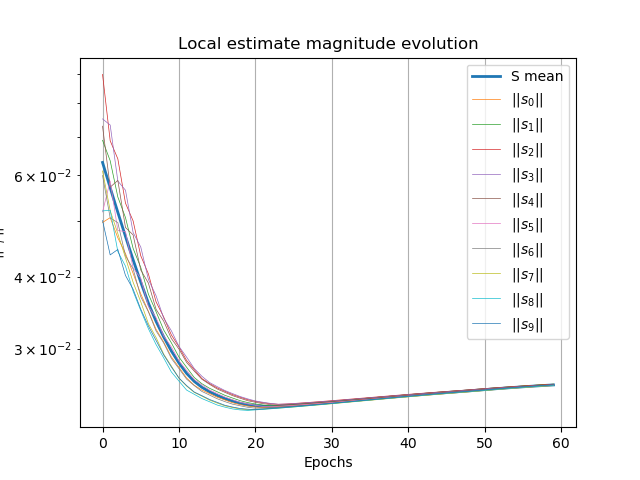 Local estimate magnitude evolution
6 × 10⁻²
4 × 10⁻²
3 × 10⁻²
0 10 20 30 40 50 60
Epochs
S mean
||s₀||
||s₁||
||s₂||
||s₃||
||s₄||
||s₅||
||s₆||
||s₇||
||s₈||
||s₉||